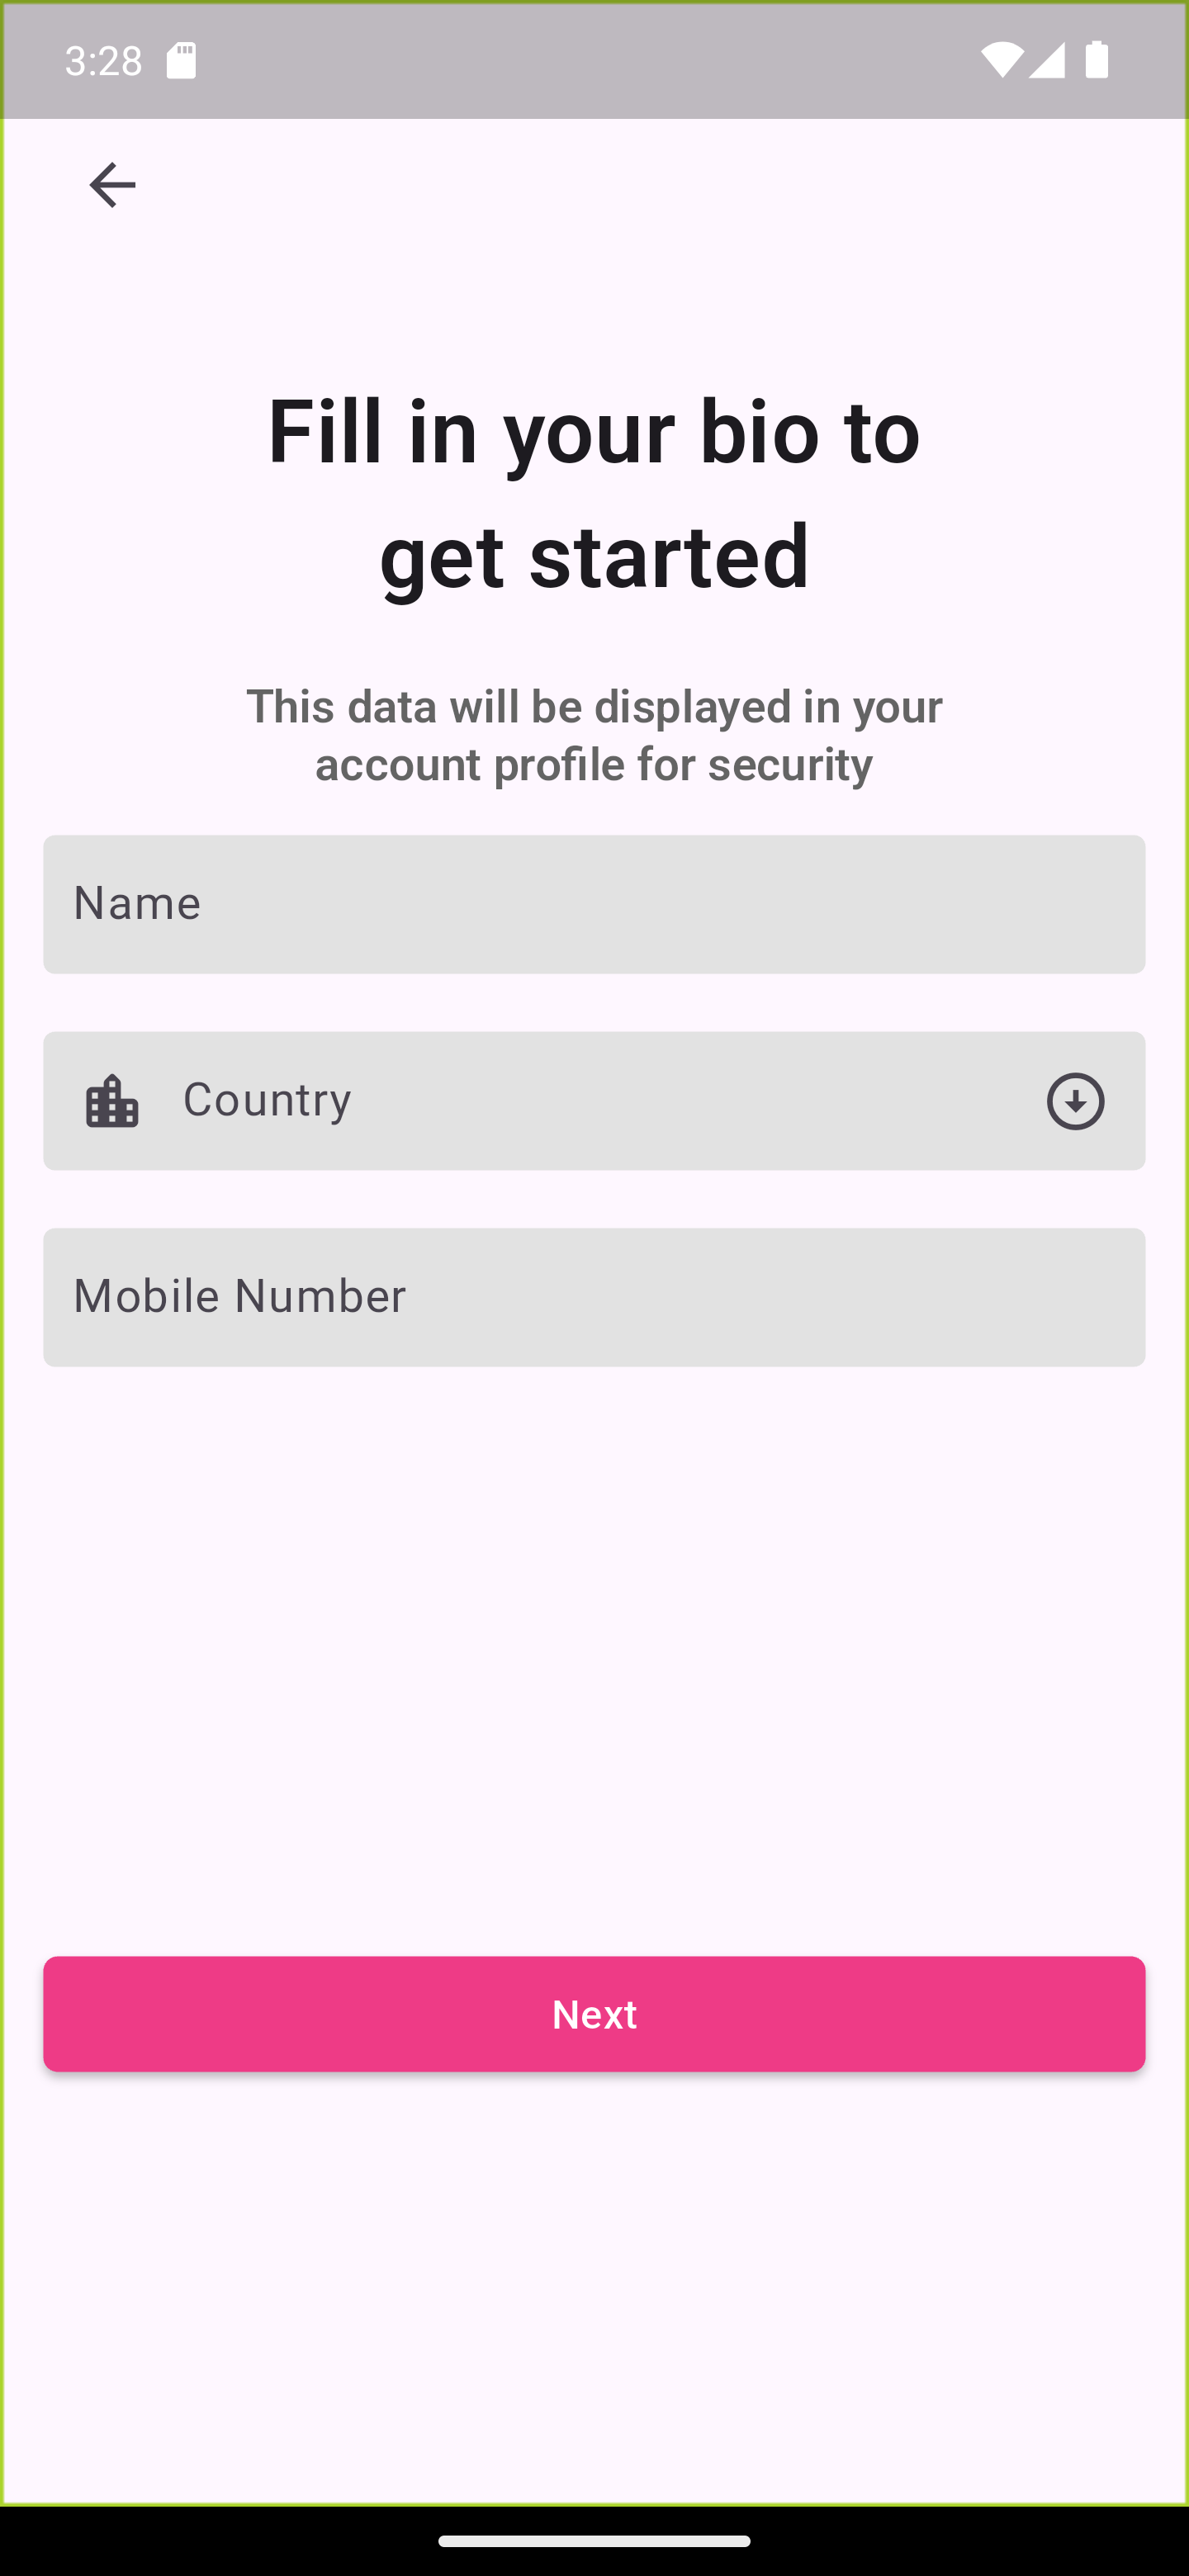 3:28
Fill in your bio to
get started
This data will be displayed in your
account profile for security
Name
Country
Mobile Number
Next